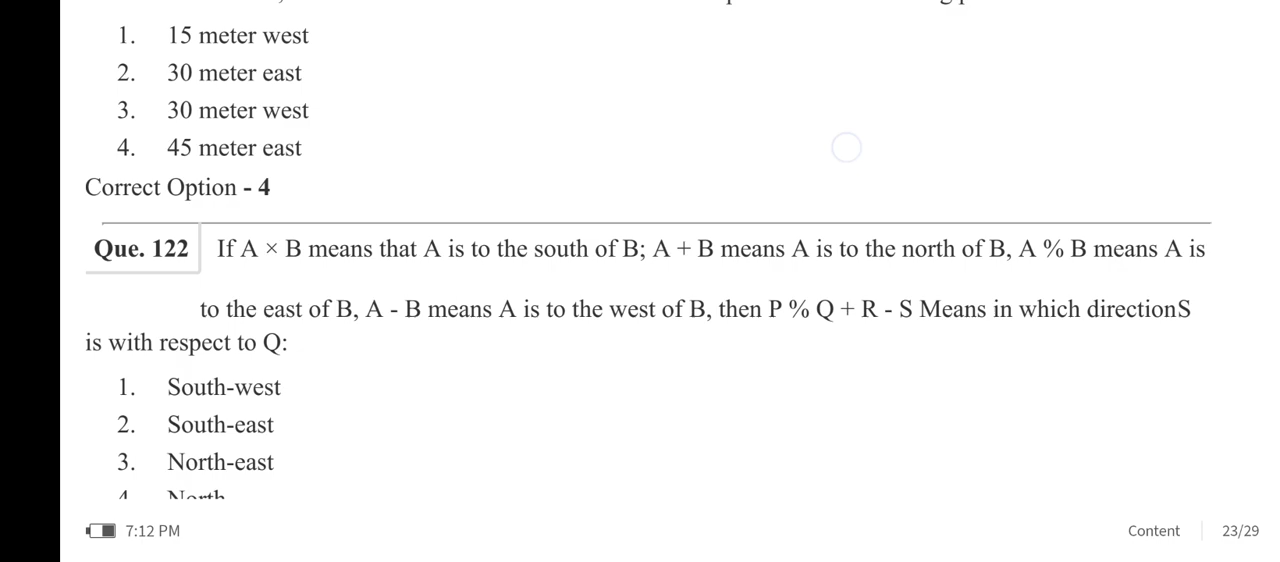 1. 15 meter west
2. 30 meter east
3. 30 meter west
4. 45 meter east
Correct Option - 4
Que. 122 If A × B means that A is to the south of B; A + B means A is to the north of B, A % B means A is
to the east of B, A - B means A is to the west of B, then P % Q + R - S Means in which directionS
is with respect to Q:
1. South-west
2. South-east
3. North-east
4 North
7:12 PM Content 23/29